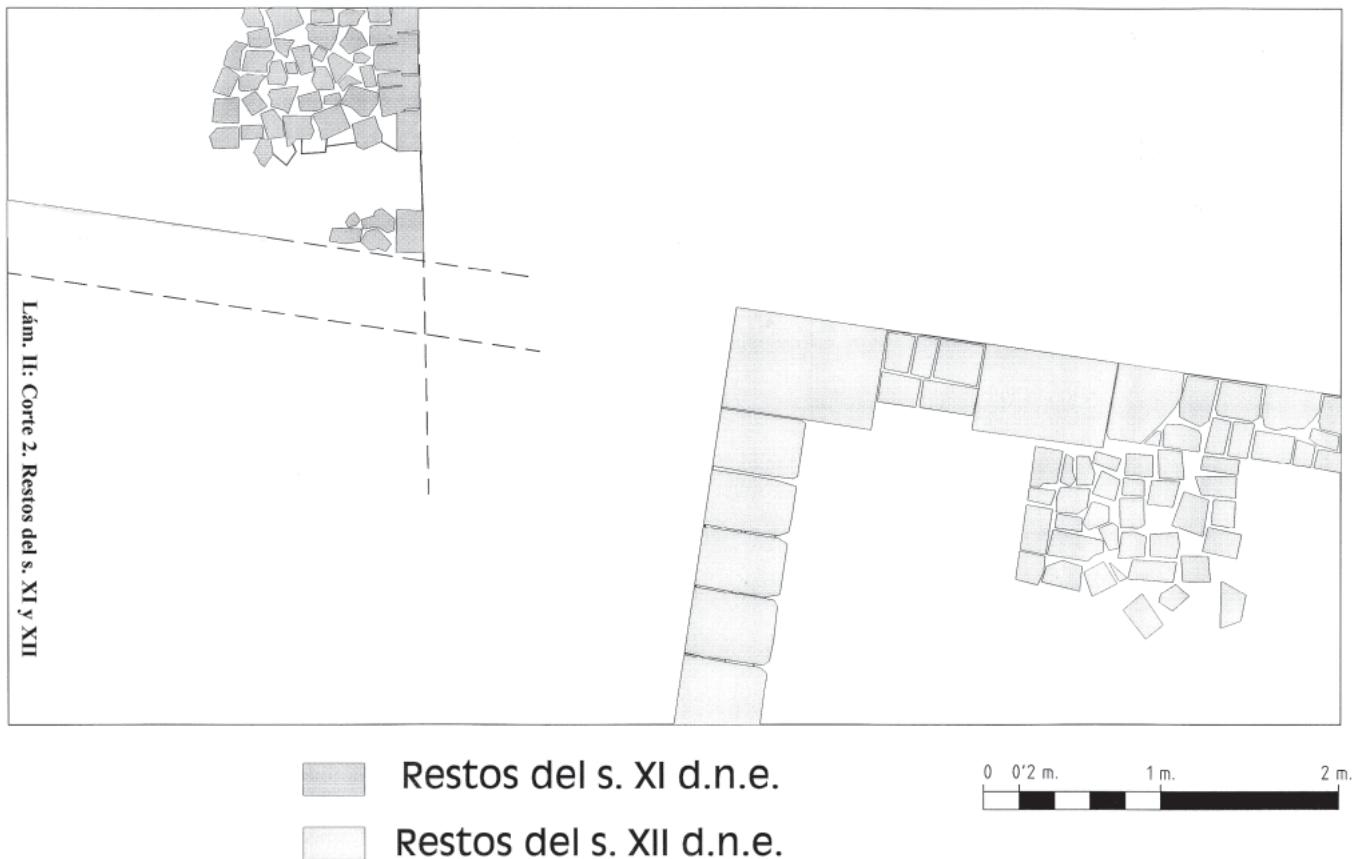 Lám. II: Corte 2. Restos del s. XI y XII
Restos del s. XI d.n.e.
Restos del s. XII d.n.e.
0 0'2 m. 1 m. 2 m.